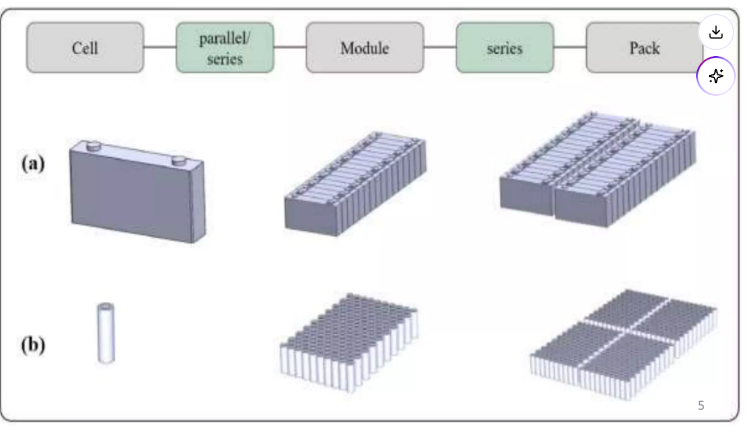 Cell
parallel/
series
Module
series
Pack
(a)
(b)
5